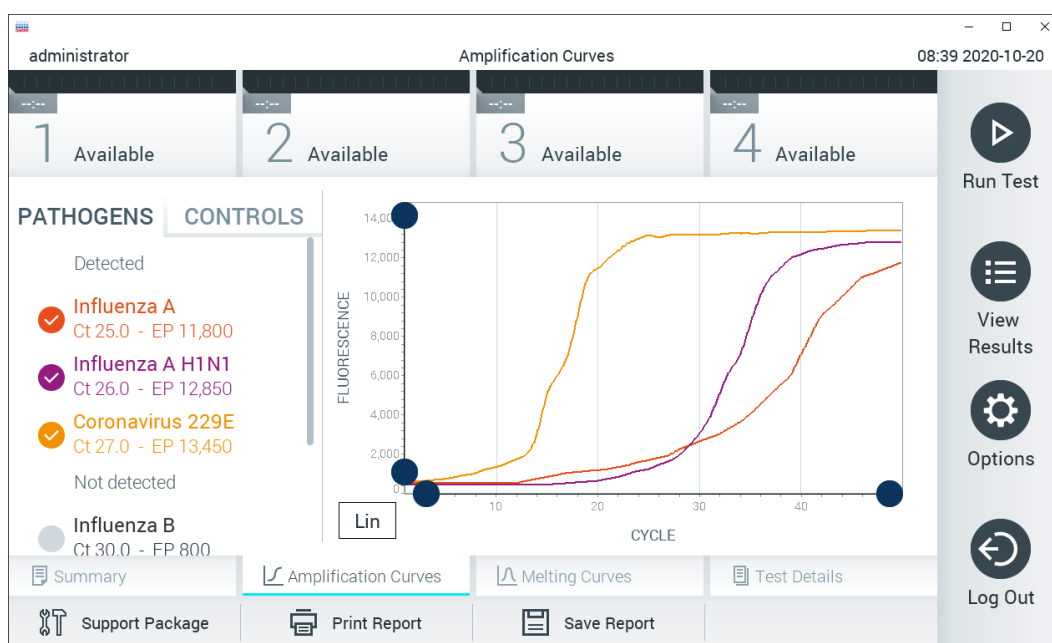 administrator
Amplification Curves
08:39 2020-10-20
--:--
--:--
--:--
--:--
1 Available
2 Available
3 Available
4 Available
Run Test
View
Results
Options
Log Out
PATHOGENS CONTROLS
Detected
Influenza A
Ct 25.0 - EP 11,800
Influenza A H1N1
Ct 26.0 - EP 12,850
Coronavirus 229E
Ct 27.0 - EP 13,450
Not detected
Influenza B
Ct 30.0 - EP 800
FLUORESCENCE
12,000
10,000
8,000
6,000
4,000
2,000
0
10 20 30 40
CYCLE
Lin
Summary
Amplification Curves
Melting Curves
Test Details
Support Package
Print Report
Save Report